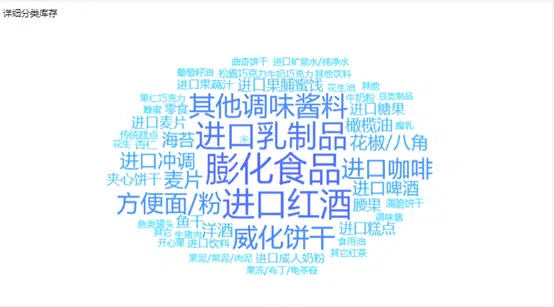 详细分类库存
曲奇饼干 进口矿泉水/纯净水
葡萄籽油 松露巧克力 牛奶巧克力 其他饮料
进口果蔬汁 进口果脯蜜饯 花生油 其他
果仁巧克力 其他调味酱料 牛奶粉 豆类制品
蜂蜜 零食 进口糖果
进口麦片 橄榄油 腐乳
传统糕点 海苔 进口乳制品 花椒/八角
花生 杏仁 米
进口冲调 膨化食品 进口咖啡
夹心饼干 麦片 进口啤酒
方便面/粉 进口红酒 腰果 薄脆饼干
鱼类罐头 鱼干 调味酱
其它 生猪肉 洋酒 威化饼干 进口糕点
开心果 进口饮料 食用油
果泥/菜泥/肉泥 进口成人奶粉 其它红茶
果冻/布丁/龟苓膏